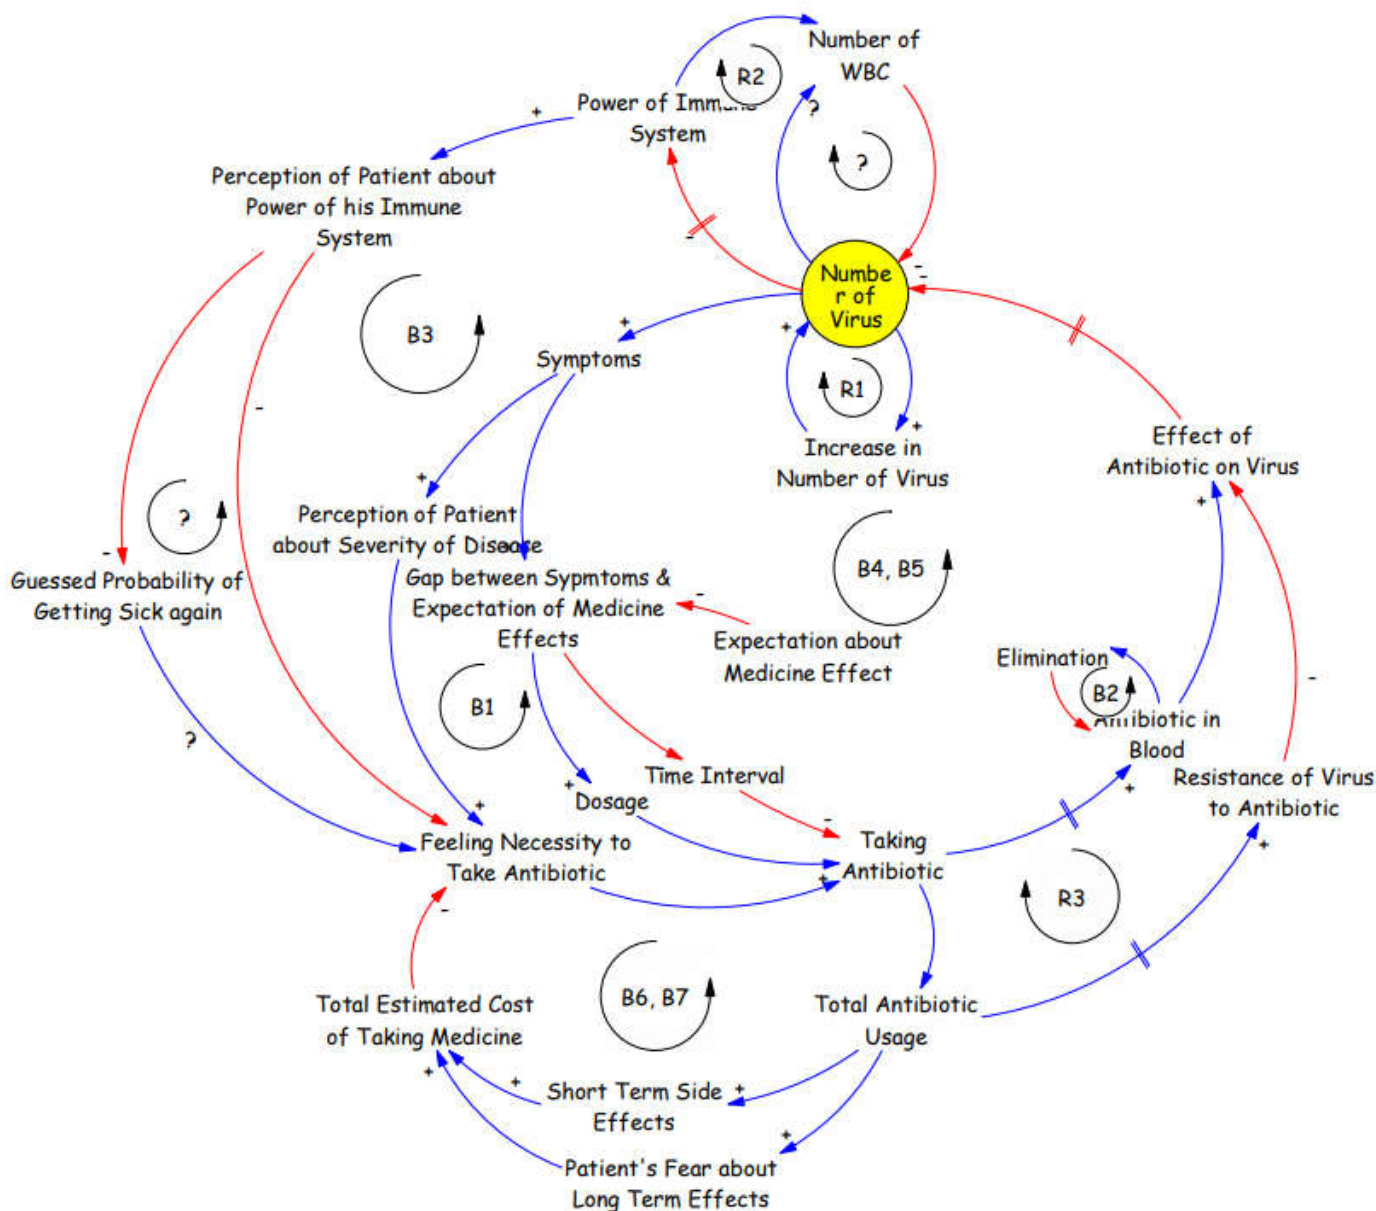 Number of
WBC
R2
Power of Immune
System
?
?
+
Perception of Patient about
Power of his Immune
System
-
-
-
Numbe
r of
Virus
B3
+
+
Symptoms
R1
-
+
Increase in
Number of Virus
Effect of
Antibiotic on Virus
+
+
?
Perception of Patient
about Severity of Disease
-
Guessed Probability of
Getting Sick again
Gap between Sypmtoms &
Expectation of Medicine
Effects
-
B4, B5
Expectation about
Medicine Effect
Elimination
B2
-
B1
Antibiotic in
Blood
?
Time Interval
+
Dosage
+
Resistance of Virus
to Antibiotic
+
-
+
Feeling Necessity to
Take Antibiotic
Taking
Antibiotic
+
R3
-
B6, B7
Total Estimated Cost
of Taking Medicine
Total Antibiotic
Usage
+
+
+
Short Term Side
Effects
+
Patient's Fear about
Long Term Effects